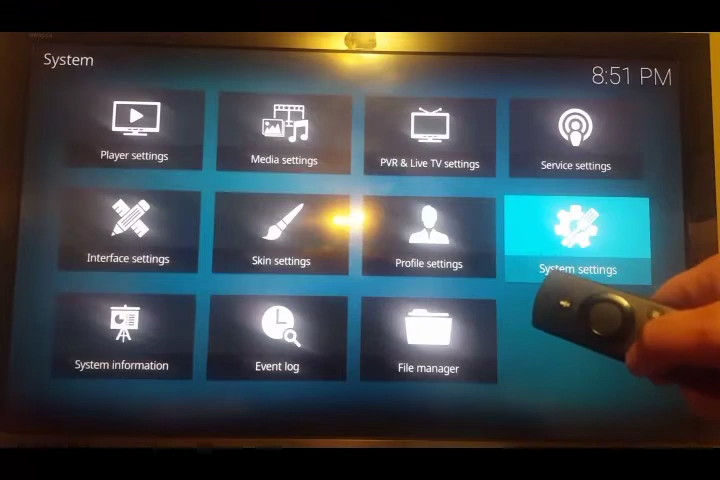 System
8:51 PM
Player settings
Media settings
PVR & Live TV settings
Service settings
Interface settings
Skin settings
Profile settings
System settings
System information
Event log
File manager